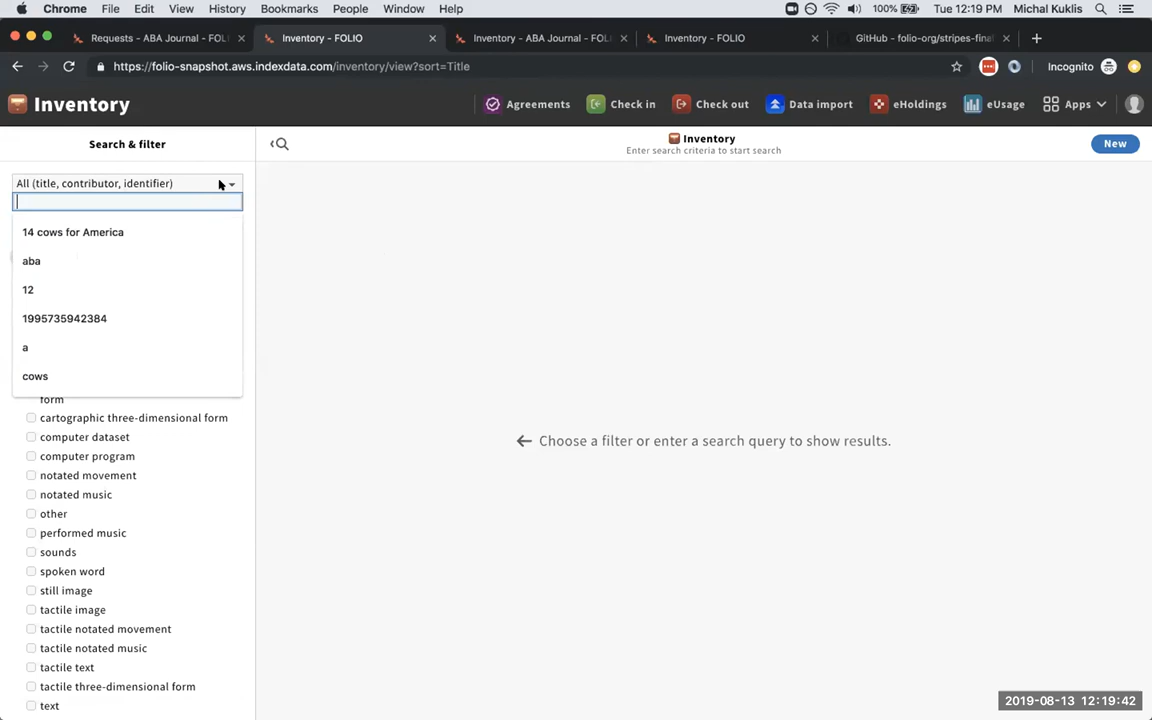 Chrome File Edit View History Bookmarks People Window Help 100% Tue 12:19 PM Michal Kuklis
Requests - ABA Journal - FOL
Inventory - FOLIO
Inventory - ABA Journal - FOL
Inventory - FOLIO
GitHub - folio-org/stripes-final
https://folio-snapshot.aws.indexdata.com/inventory/view?sort=Title
Incognito
Inventory
Agreements
Check in
Check out
Data import
eHoldings
eUsage
Apps
Search & filter
Inventory
Enter search criteria to start search
New
All (title, contributor, identifier)
14 cows for America
aba
12
1995735942384
a
cows
form
cartographic three-dimensional form
computer dataset
computer program
notated movement
notated music
other
performed music
sounds
spoken word
still image
tactile image
tactile notated movement
tactile notated music
tactile text
tactile three-dimensional form
text
Choose a filter or enter a search query to show results.
2019-08-13 12:19:42